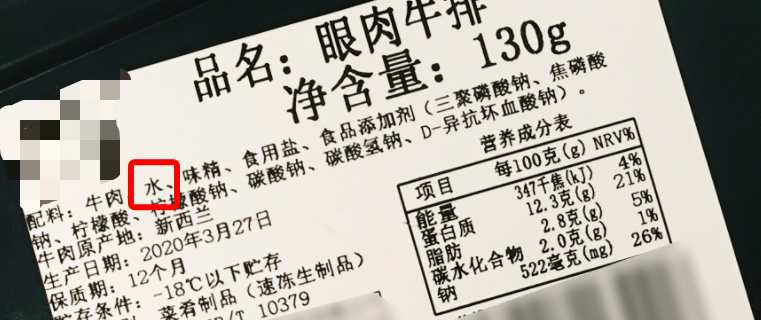 品名：眼肉牛排
净含量：130g
配料：牛肉、水、味精、食用盐、食品添加剂（三聚磷酸钠、焦磷酸
钠、柠檬酸、柠檬酸钠、碳酸钠、碳酸氢钠、D-异抗坏血酸钠）。
牛肉原产地：新西兰
生产日期：2020年3月27日
保质期：12个月
贮存条件：-18℃以下贮存
菜肴制品（速冻生制品）
/T 10379
营养成分表
项目 每100克(g) NRV%
能量 347千焦(kJ) 4%
蛋白质 12.3克(g) 21%
脂肪 2.8克(g) 5%
碳水化合物 2.0克(g) 1%
钠 522毫克(mg) 26%